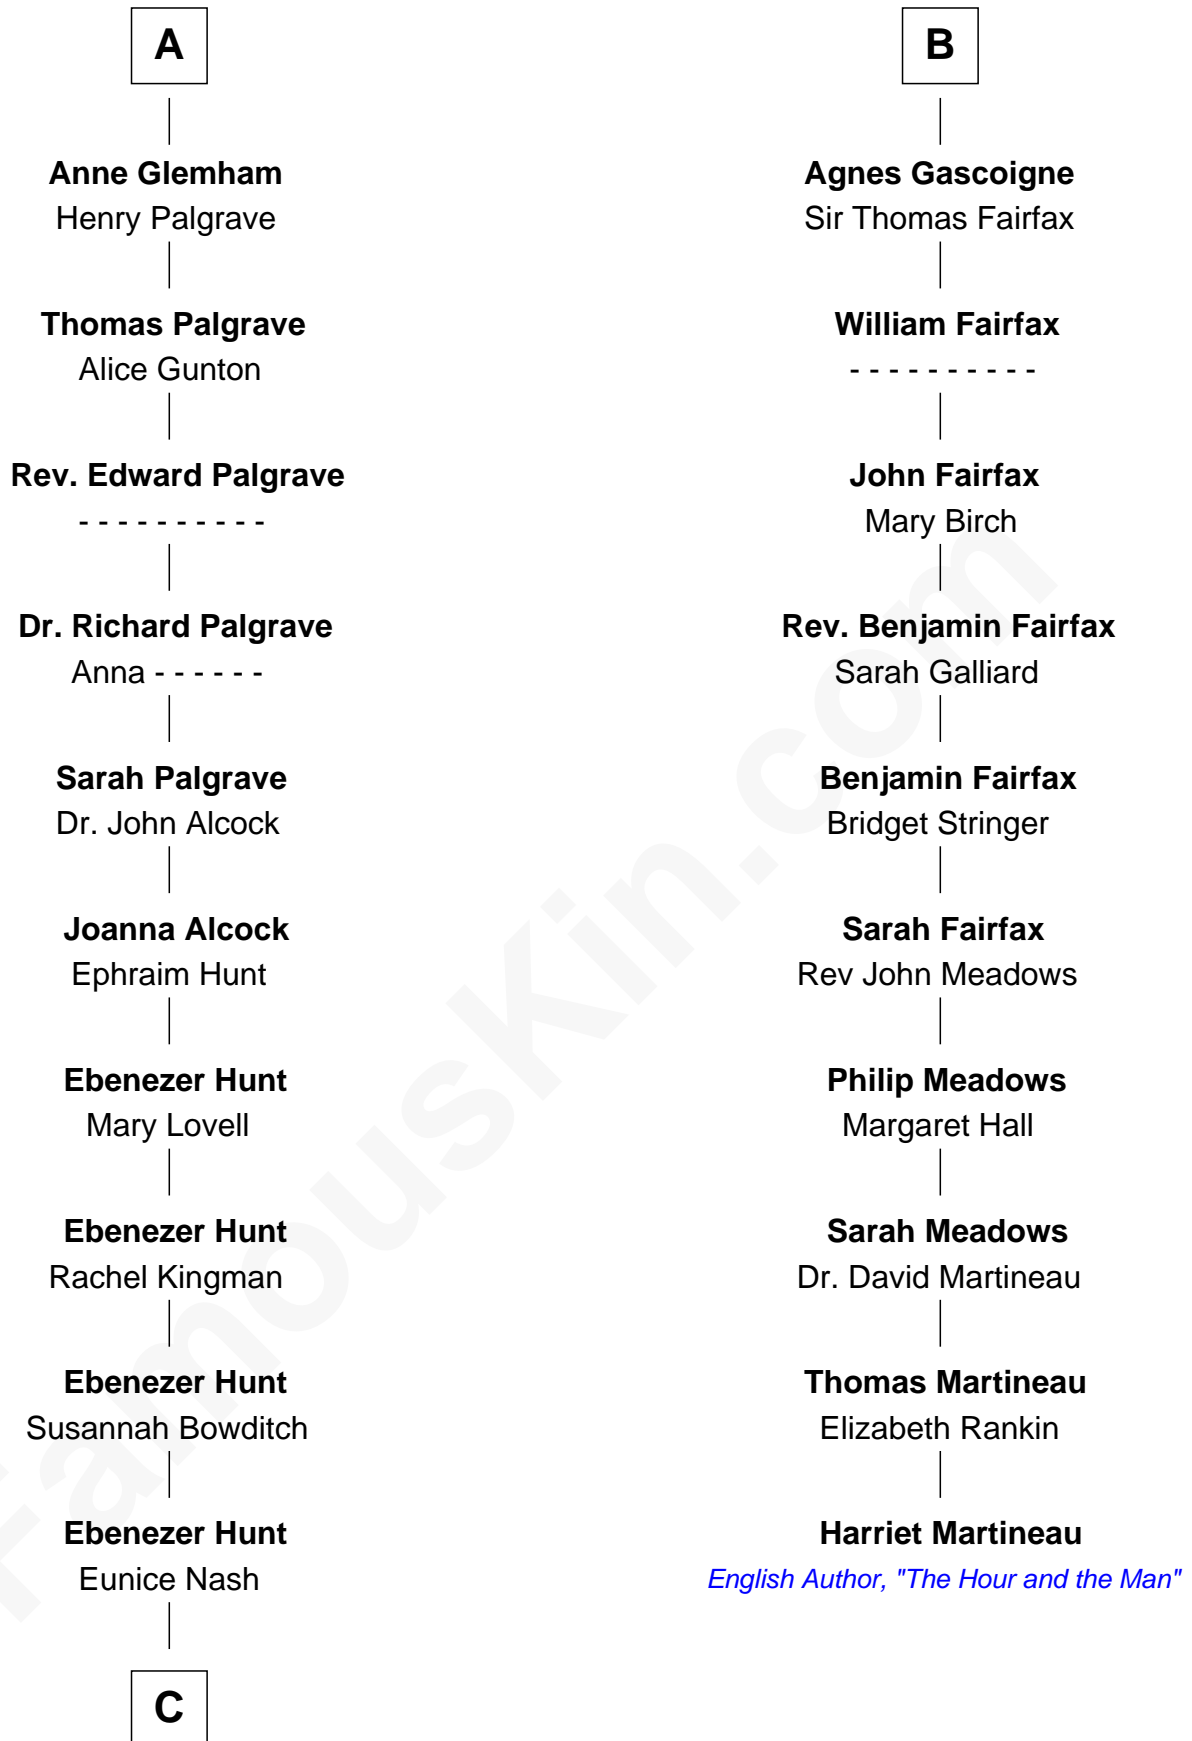 A
Anne Glemham
Henry Palgrave
Thomas Palgrave
Alice Gunton
Rev. Edward Palgrave
- - - - - - - - - -
Dr. Richard Palgrave
Anna - - - - - -
Sarah Palgrave
Dr. John Alcock
Joanna Alcock
Ephraim Hunt
Ebenezer Hunt
Mary Lovell
Ebenezer Hunt
Rachel Kingman
Ebenezer Hunt
Susannah Bowditch
Ebenezer Hunt
Eunice Nash
C
B
Agnes Gascoigne
Sir Thomas Fairfax
William Fairfax
- - - - - - - - - -
John Fairfax
Mary Birch
Rev. Benjamin Fairfax
Sarah Galliard
Benjamin Fairfax
Bridget Stringer
Sarah Fairfax
Rev John Meadows
Philip Meadows
Margaret Hall
Sarah Meadows
Dr. David Martineau
Thomas Martineau
Elizabeth Rankin
Harriet Martineau
English Author, "The Hour and the Man"
FamousKin.com